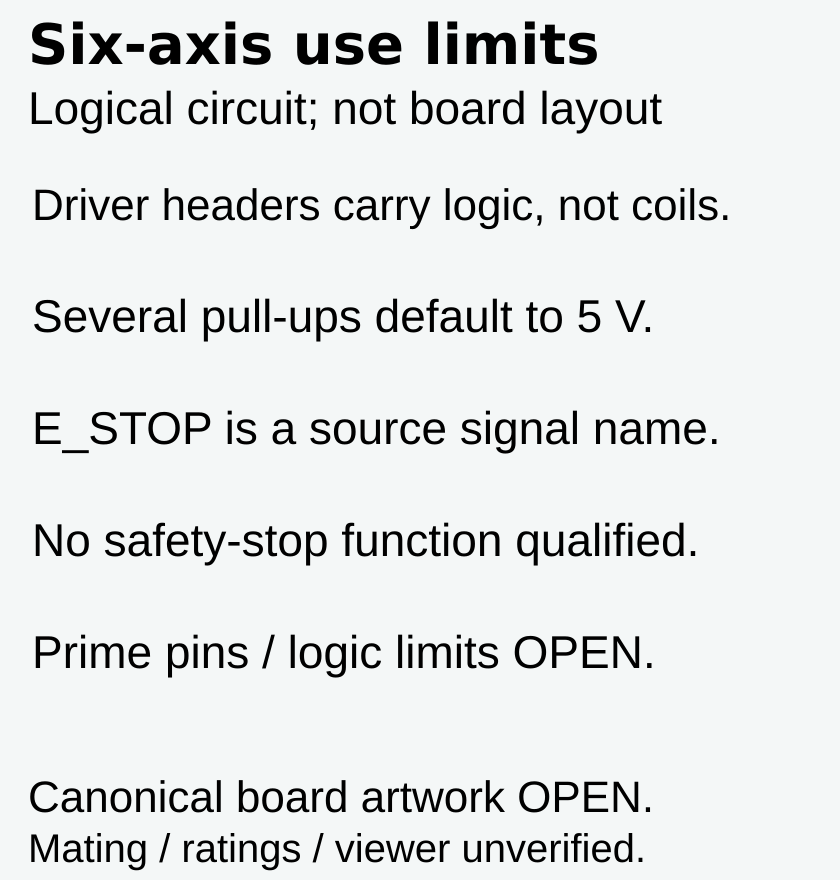 Six-axis use limits
Logical circuit; not board layout
Driver headers carry logic, not coils.
Several pull-ups default to 5 V.
E_STOP is a source signal name.
No safety-stop function qualified.
Prime pins / logic limits OPEN.
Canonical board artwork OPEN.
Mating / ratings / viewer unverified.